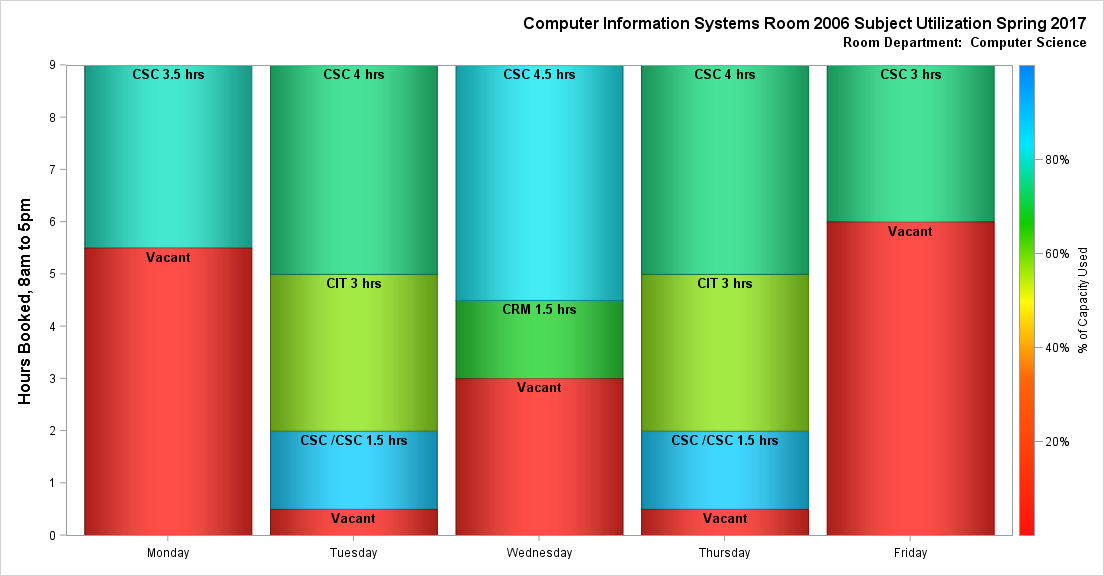 Computer Information Systems Room 2006 Subject Utilization Spring 2017
Room Department:  Computer Science
Hours Booked, 8am to 5pm
9
8
7
6
5
4
3
2
1
0
CSC 3.5 hrs
Vacant
CSC 4 hrs
CIT 3 hrs
CSC /CSC 1.5 hrs
Vacant
CSC 4.5 hrs
CRM 1.5 hrs
Vacant
CSC 4 hrs
CIT 3 hrs
CSC /CSC 1.5 hrs
Vacant
CSC 3 hrs
Vacant
Monday
Tuesday
Wednesday
Thursday
Friday
80%
60%
40%
20%
% of Capacity Used